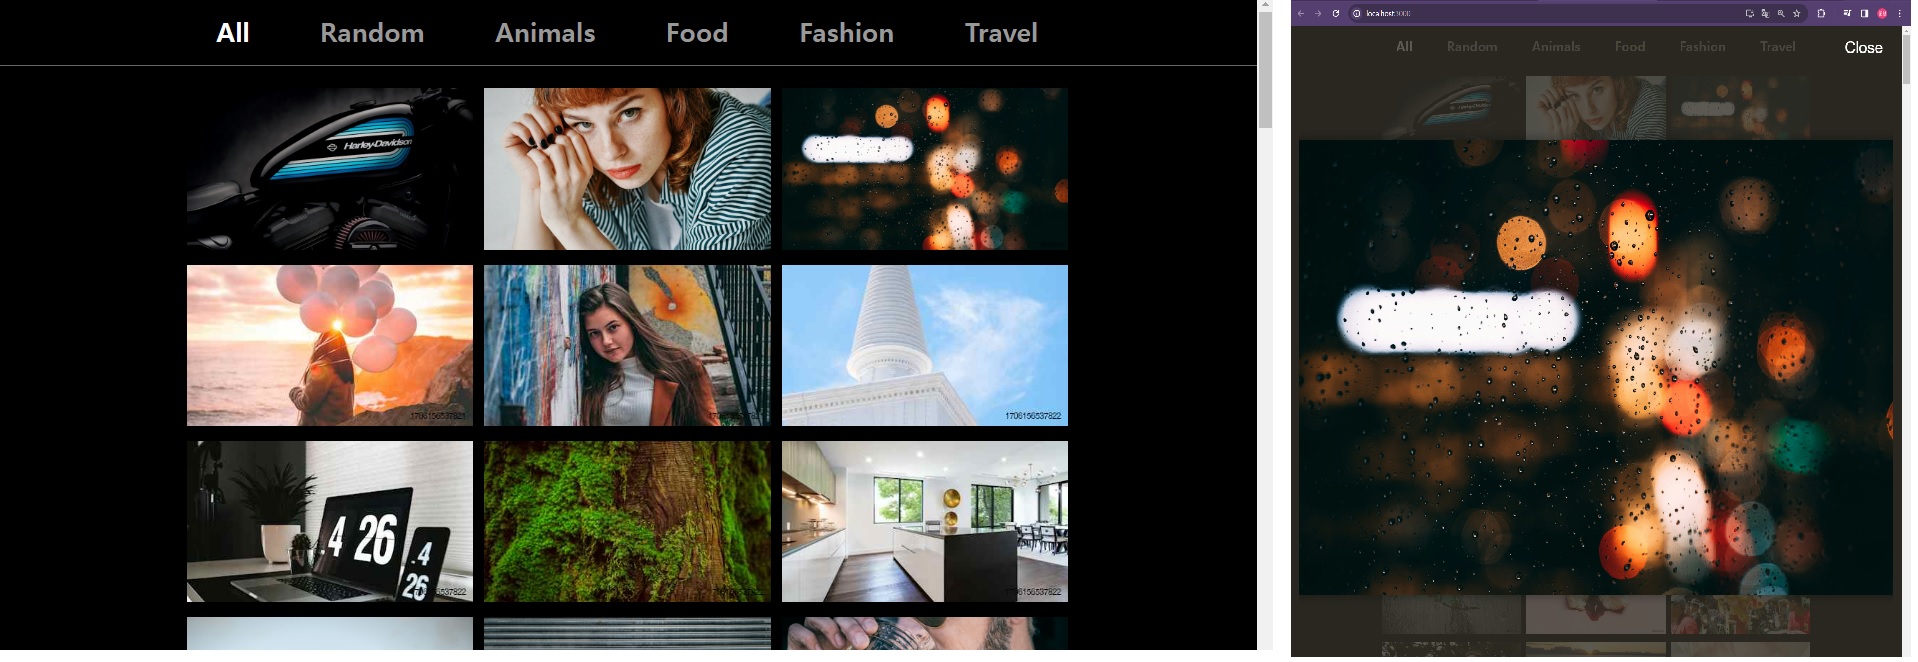 All Random Animals Food Fashion Travel
Harley-Davidson
1706156537821
1706156537822
4 26
4
26
1706156537822
1706156537822
localhost:3000
All Random Animals Food Fashion Travel Close